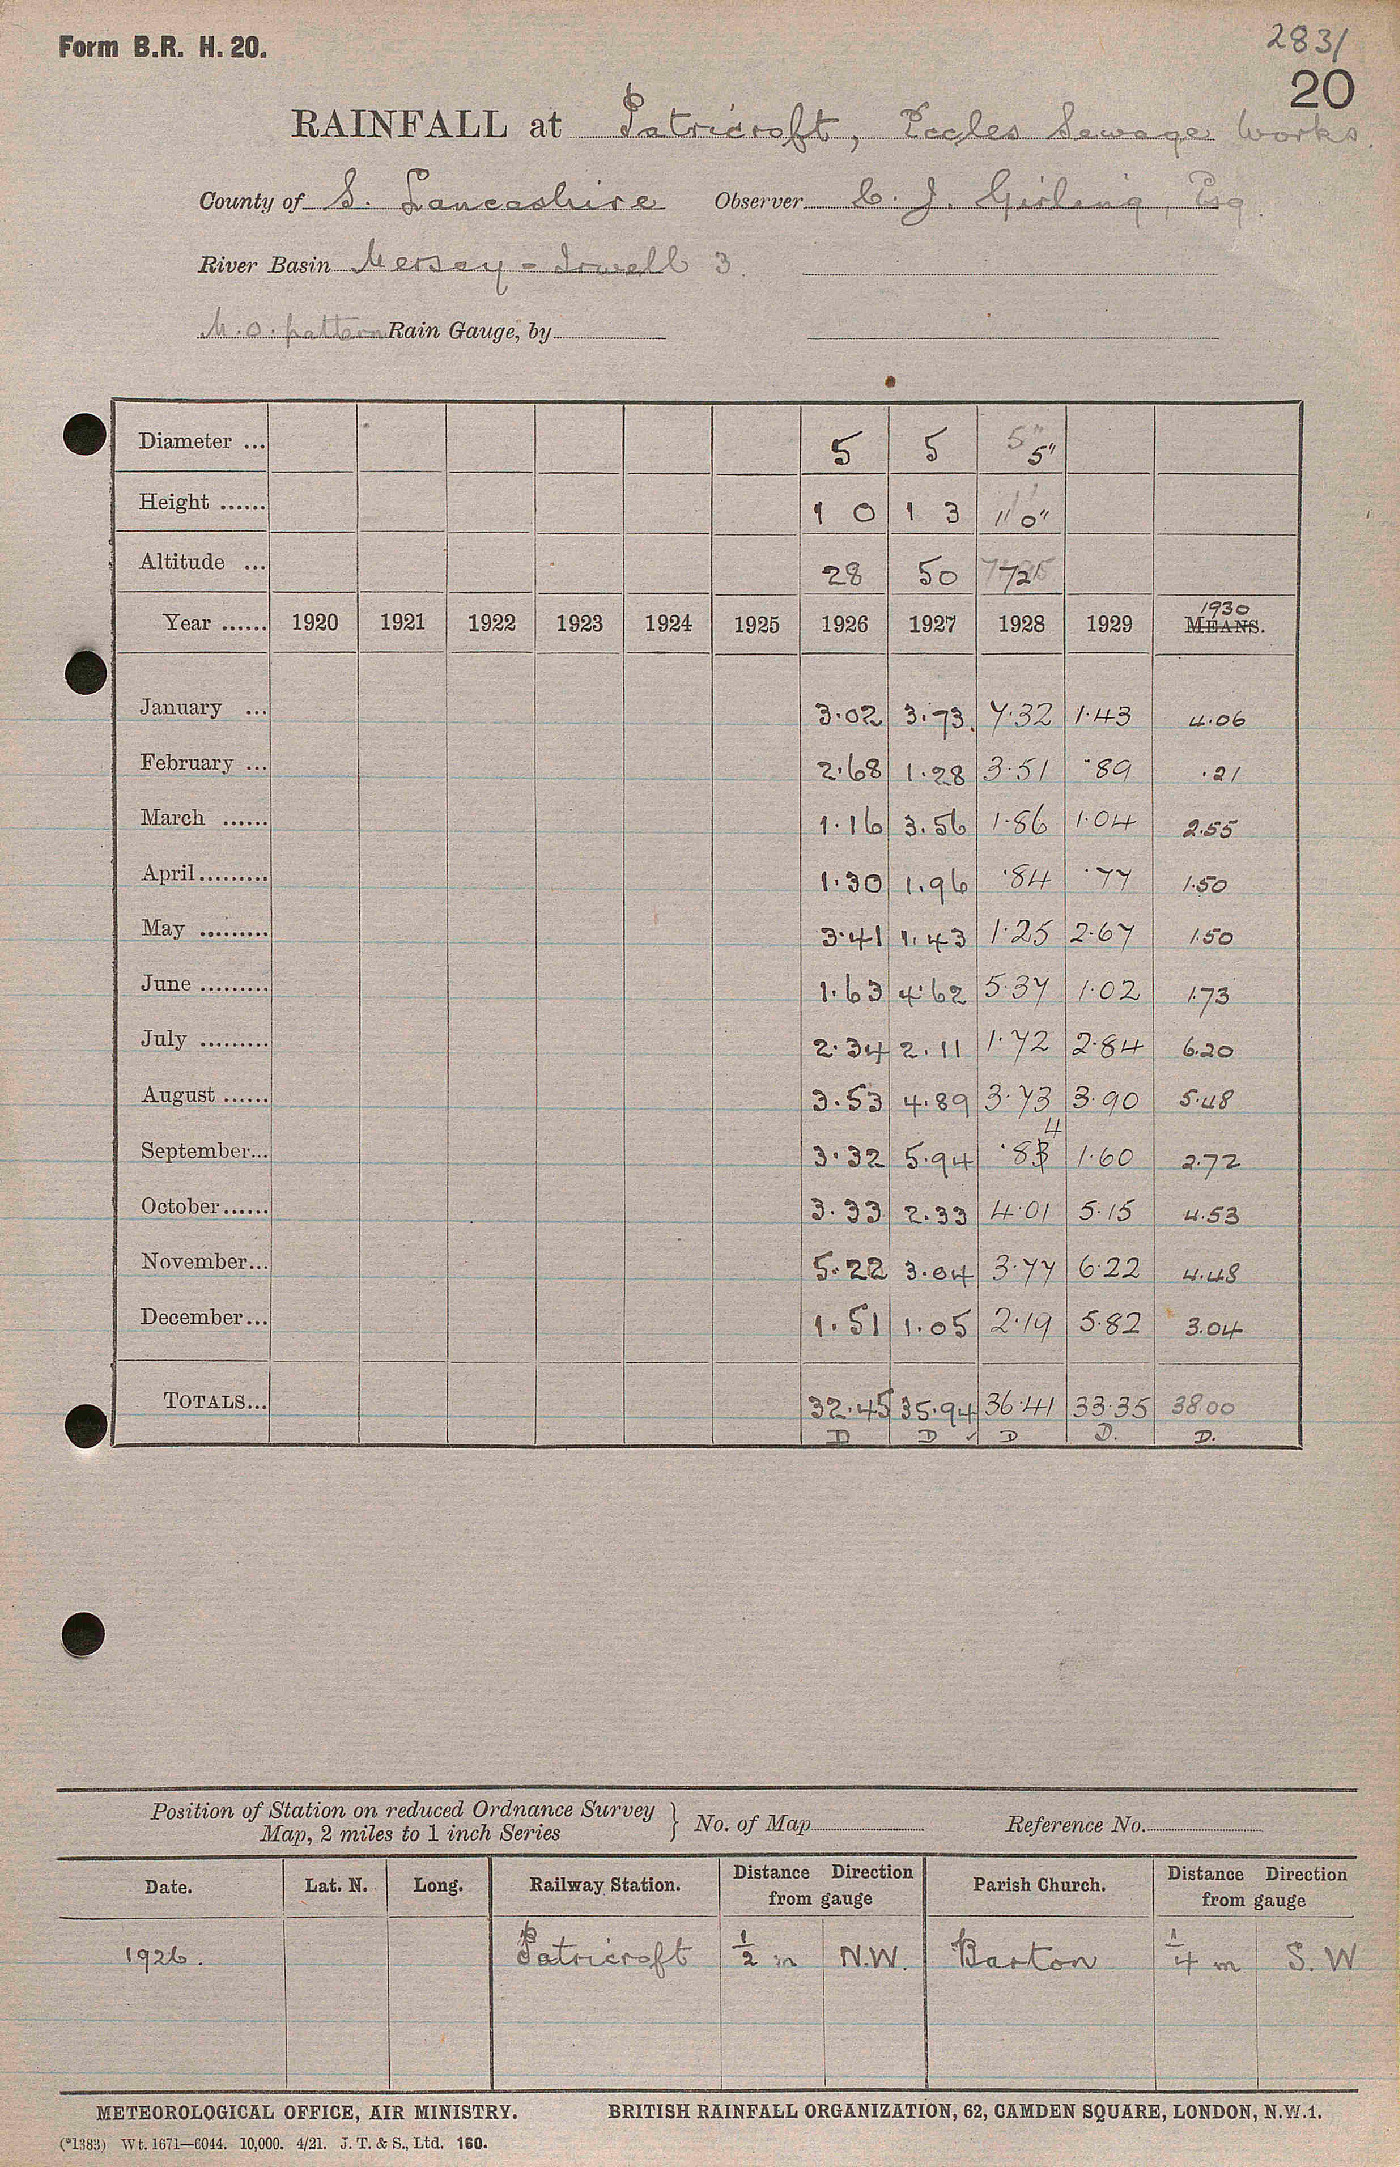 Form B.R. H. 20.
2831
20
RAINFALL at Patricroft, Eccles Sewage Works.
County of S. Lancashire Observer C. J. Girling, Esq.
River Basin Mersey - Irwell 3.
M.O. pattern Rain Gauge, by
Diameter ... 5 5 5" 5"
Height ...... 1 0 1 3 1' 0"
Altitude ... 28 50 72
Year ...... 1920 1921 1922 1923 1924 1925 1926 1927 1928 1929 1930 MEANS.
January ... 3.02 3.73 7.32 1.43 4.06
February ... 2.68 1.28 3.51 .89 .21
March ...... 1.16 3.56 1.86 1.04 2.55
April......... 1.30 1.96 .84 .77 1.50
May ......... 3.41 1.43 1.25 2.67 1.50
June ......... 1.63 4.62 5.37 1.02 1.73
July ......... 2.34 2.11 1.72 2.84 6.20
August ...... 3.53 4.89 3.73 3.90 5.48
September... 3.32 5.94 .83 4 1.60 2.72
October...... 3.33 2.33 4.01 5.15 4.53
November... 5.22 3.04 3.77 6.22 4.48
December... 1.51 1.05 2.19 5.82 3.04
TOTALS... 32.45 35.94 36.41 33.35 38.00
D D ✓ D D. D.
Position of Station on reduced Ordnance Survey
Map, 2 miles to 1 inch Series } No. of Map Reference No.
Date. Lat. N. Long. Railway Station. Distance Direction from gauge Parish Church. Distance Direction from gauge
1926. Patricroft 1/2 m N.W. Barton 1/4 m S.W
METEOROLOGICAL OFFICE, AIR MINISTRY. BRITISH RAINFALL ORGANIZATION, 62, CAMDEN SQUARE, LONDON, N.W.1.
(*1383) Wt. 1671—6044. 10,000. 4/21. J. T. & S., Ltd. 160.